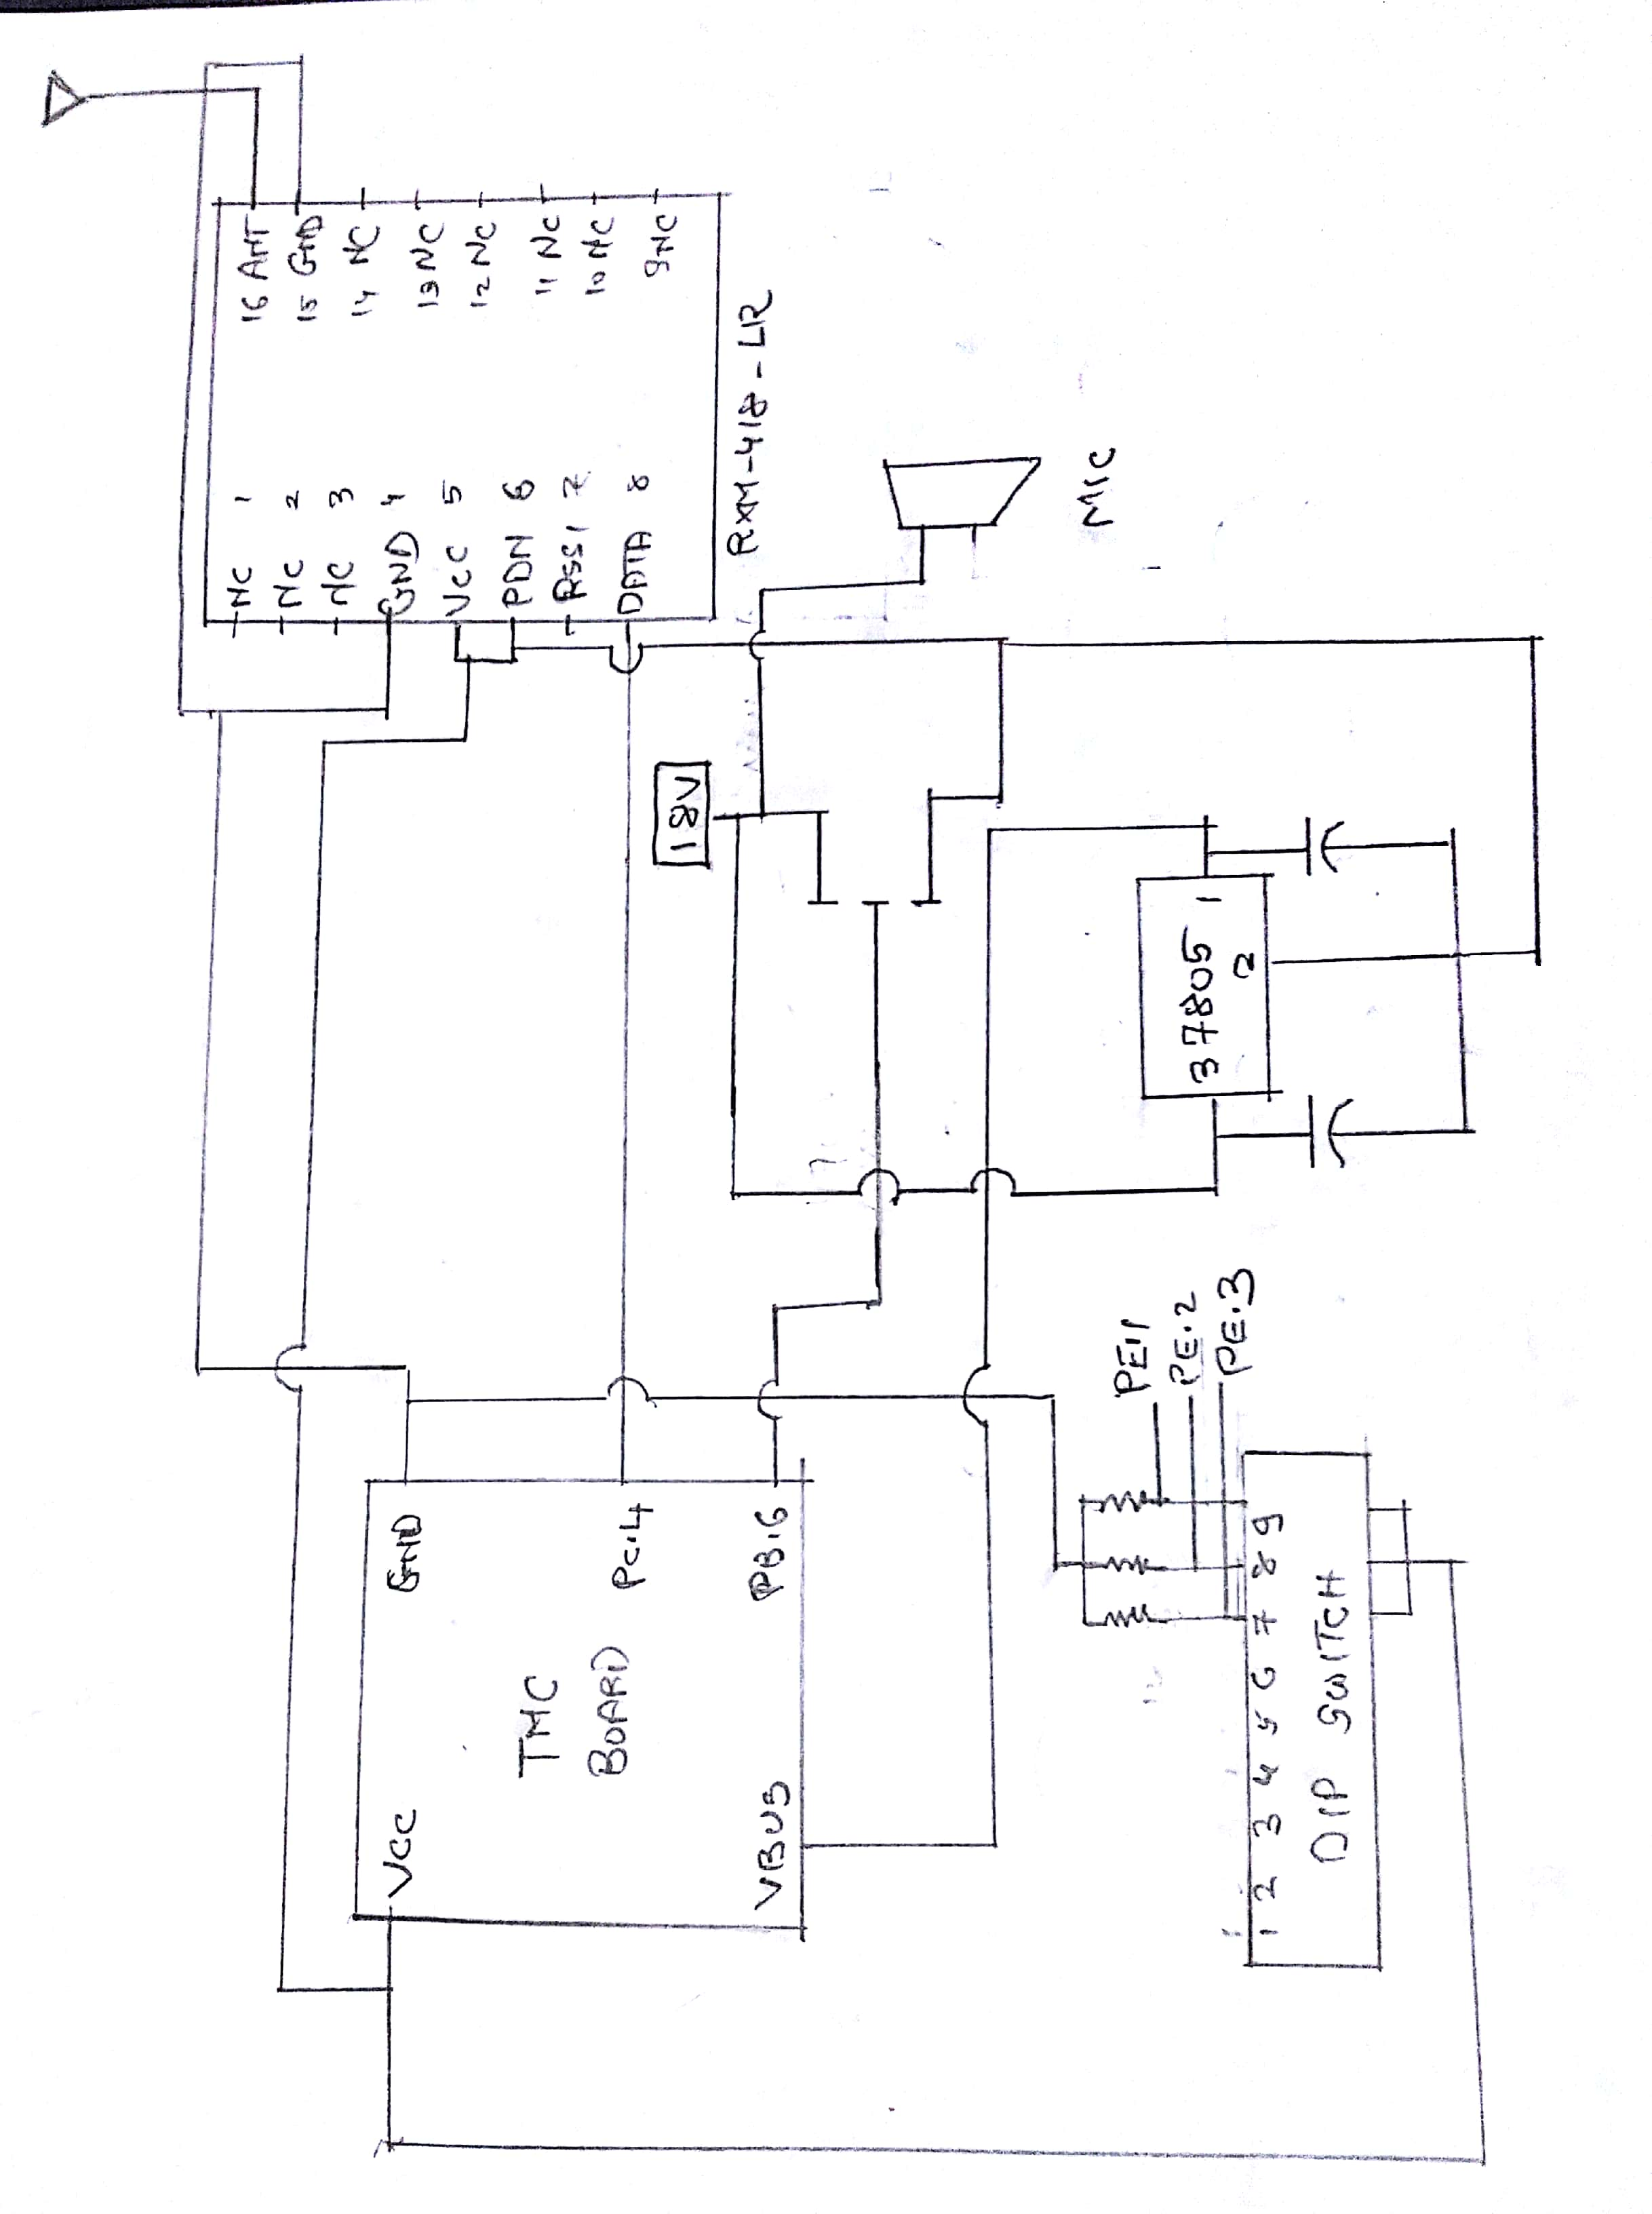 16 ANT
15 GND
14 NC
13 NC
12 NC
11 NC
10 NC
9 NC
NC 1
NC 2
NC 3
GND 4
VCC 5
PDN 6
RSSI 7
DATA 8
RXM-418-LR
MIC
18V
3 7805 1
2
PE.1
PE.2
PE.3
GND
PC.4
PB.6
TMC
BOARD
VCC
VBUS
1 2 3 4 5 6 7 8 9
DIP SWITCH